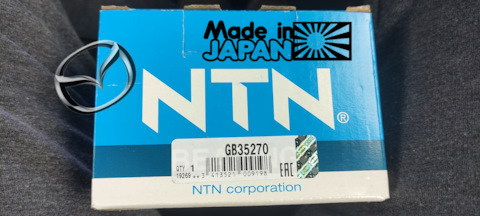 Made in
JAPAN
NTN®
GB35270
QTY 1
EAC
NTN corporation